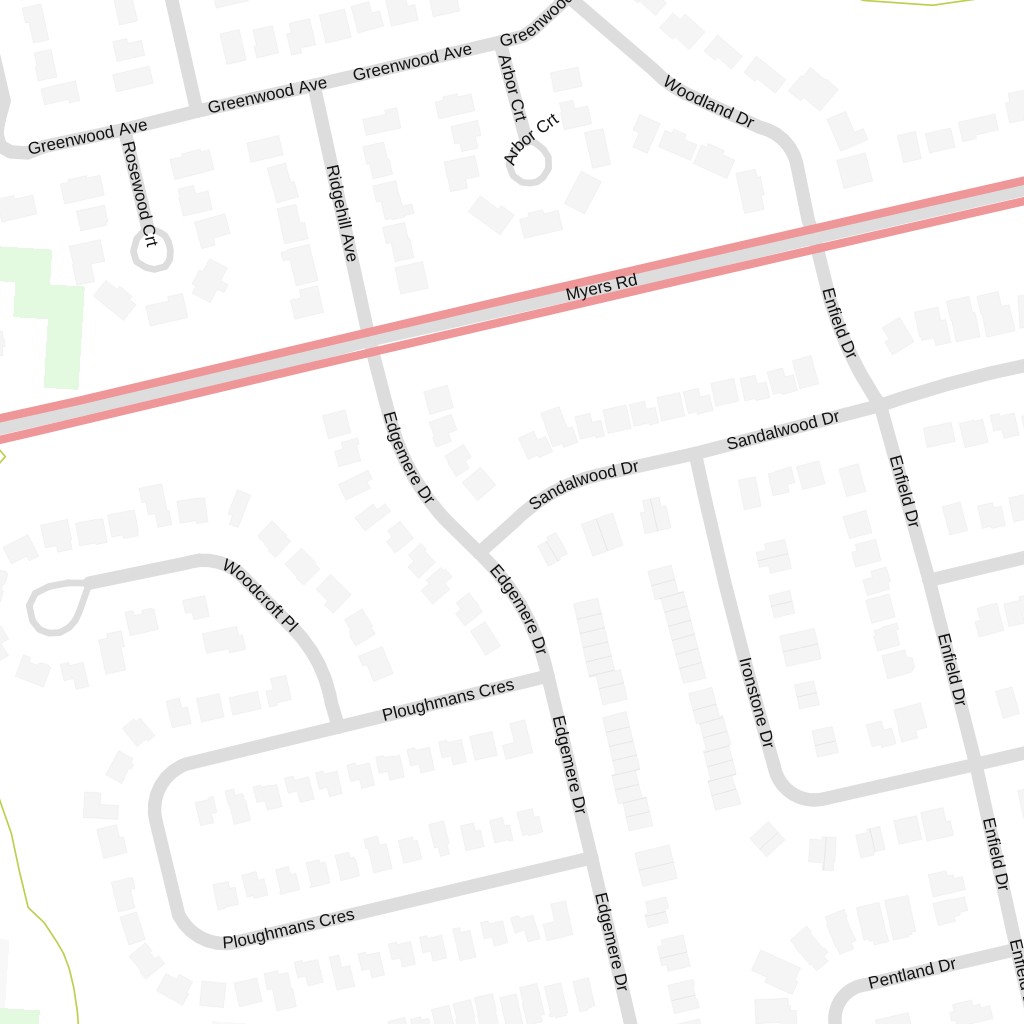 Greenwood
Greenwood Ave
Greenwood Ave
Greenwood Ave
Arbor Crt
Arbor Crt
Woodland Dr
Rosewood Crt
Ridgehill Ave
Myers Rd
Enfield Dr
Edgemere Dr
Sandalwood Dr
Sandalwood Dr
Enfield Dr
Woodcroft Pl
Edgemere Dr
Enfield Dr
Ploughmans Cres
Ironstone Dr
Edgemere Dr
Enfield Dr
Ploughmans Cres
Edgemere Dr
Pentland Dr
Enfield D